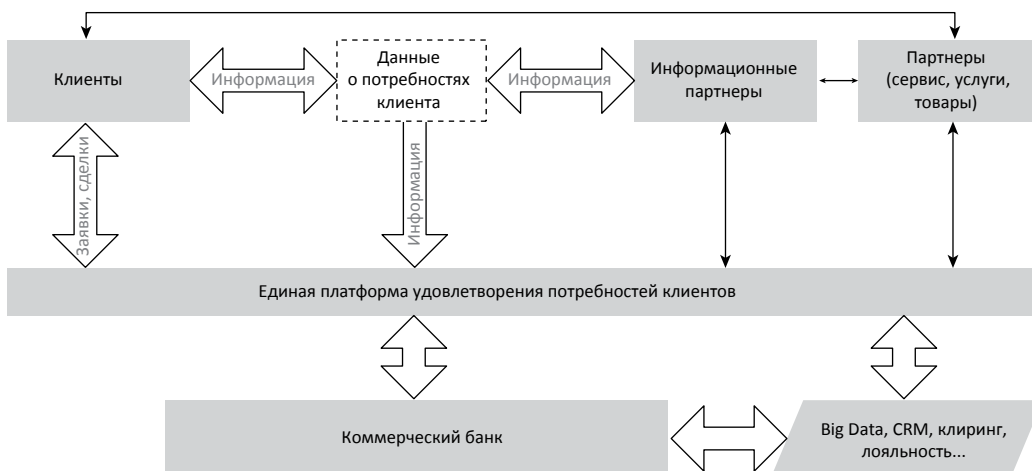 Клиенты
Информация
Данные
о потребностях
клиента
Информация
Информационные
партнеры
Партнеры
(сервис, услуги,
товары)
Заявки, сделки
Информация
Единая платформа удовлетворения потребностей клиентов
Коммерческий банк
Big Data, CRM, клиринг,
лояльность...